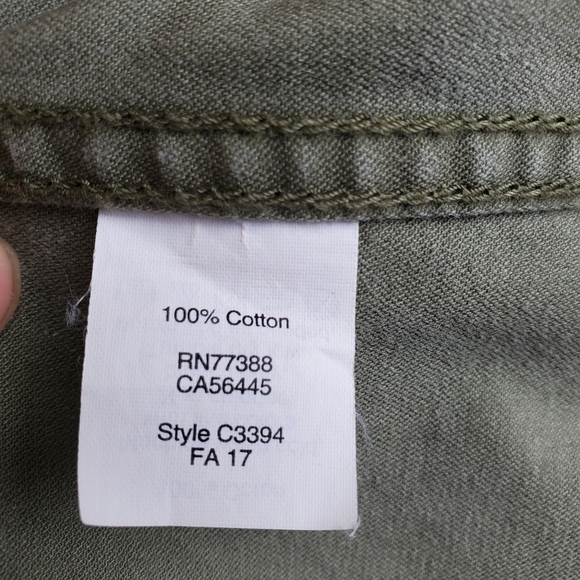 100% Cotton
RN77388
CA56445
Style C3394
FA 17